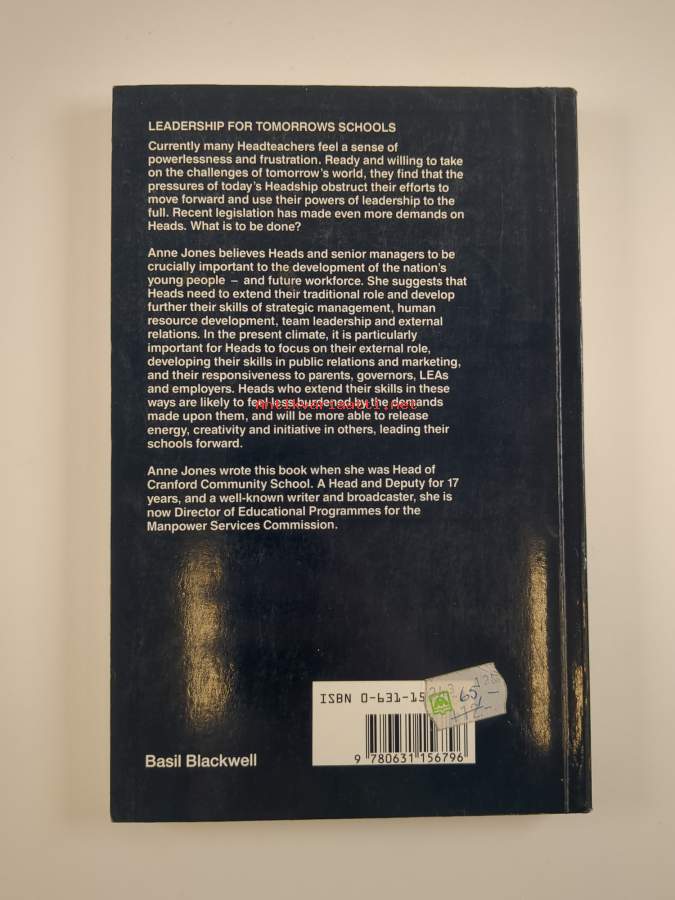 LEADERSHIP FOR TOMORROWS SCHOOLS
Currently many Headteachers feel a sense of
powerlessness and frustration. Ready and willing to take
on the challenges of tomorrow's world, they find that the
pressures of today's Headship obstruct their efforts to
move forward and use their powers of leadership to the
full. Recent legislation has made even more demands on
Heads. What is to be done?
Anne Jones believes Heads and senior managers to be
crucially important to the development of the nation's
young people – and future workforce. She suggests that
Heads need to extend their traditional role and develop
further their skills of strategic management, human
resource development, team leadership and external
relations. In the present climate, it is particularly
important for Heads to focus on their external role,
developing their skills in public relations and marketing,
and their responsiveness to parents, governors, LEAs
and employers. Heads who extend their skills in these
ways are likely to feel less burdened by the demands
Antikvariaatti.net
made upon them, and will be more able to release
energy, creativity and initiative in others, leading their
schools forward.
Anne Jones wrote this book when she was Head of
Cranford Community School. A Head and Deputy for 17
years, and a well-known writer and broadcaster, she is
now Director of Educational Programmes for the
Manpower Services Commission.
ISBN 0-631-15
65,-
9 780631 156796
Basil Blackwell